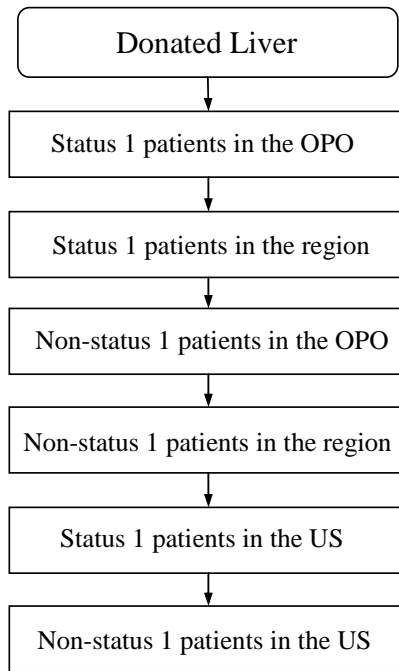 Donated Liver
Status 1 patients in the OPO
Status 1 patients in the region
Non-status 1 patients in the OPO
Non-status 1 patients in the region
Status 1 patients in the US
Non-status 1 patients in the US